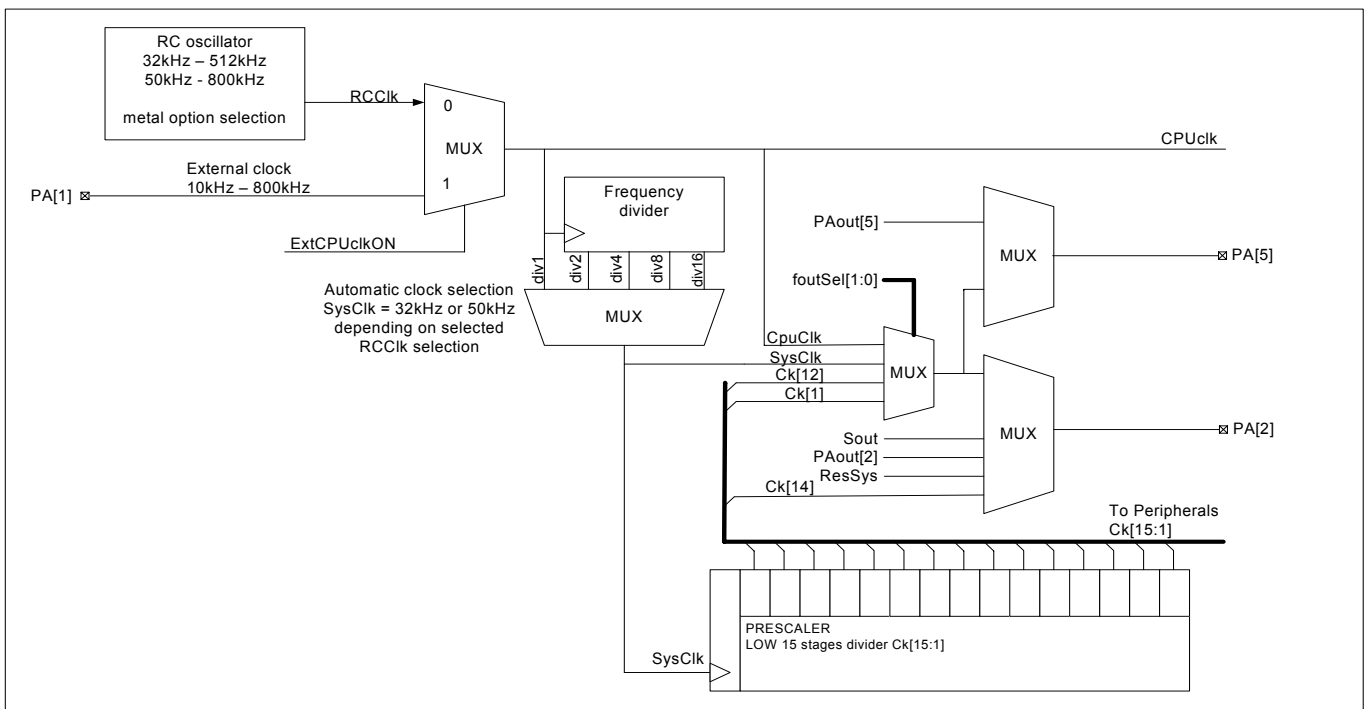 RC oscillator
32kHz – 512kHz
50kHz - 800kHz
metal option selection
RCClk
0
MUX
1
External clock
10kHz – 800kHz
PA[1]
ExtCPUclkON
CPUclk
Frequency
divider
div1
div2
div4
div8
div16
MUX
Automatic clock selection
SysClk = 32kHz or 50kHz
depending on selected
RCClk selection
PAout[5]
MUX
PA[5]
foutSel[1:0]
CpuClk
SysClk
Ck[12]
Ck[1]
MUX
Sout
PAout[2]
ResSys
Ck[14]
MUX
PA[2]
To Peripherals
Ck[15:1]
PRESCALER
LOW 15 stages divider Ck[15:1]
SysClk